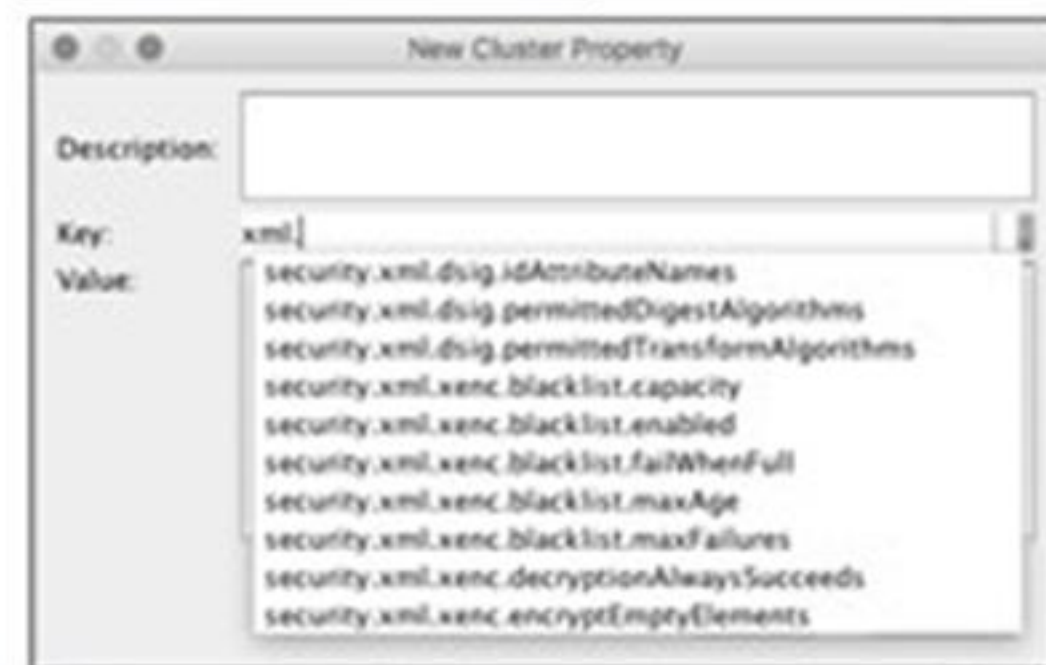 New Cluster Property
Description:
Key:
xml.
Value:
security.xml.dsig.idAttributeNames
security.xml.dsig.permittedDigestAlgorithms
security.xml.dsig.permittedTransformAlgorithms
security.xml.xenc.blacklist.capacity
security.xml.xenc.blacklist.enabled
security.xml.xenc.blacklist.failWhenFull
security.xml.xenc.blacklist.maxAge
security.xml.xenc.blacklist.maxFailures
security.xml.xenc.decryptionAlwaysSucceeds
security.xml.xenc.encryptEmptyElements